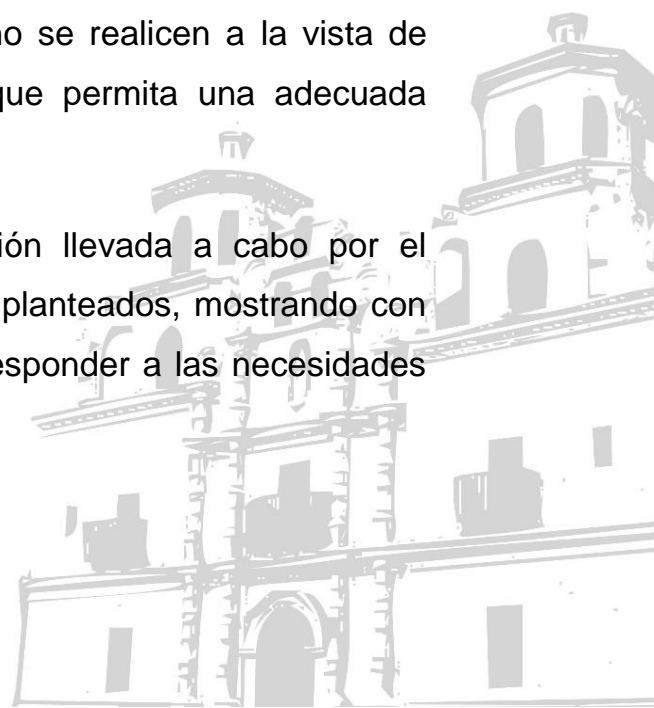 no se realicen a la vista de
que permita una adecuada
ión llevada a cabo por el
planteados, mostrando con
esponder a las necesidades